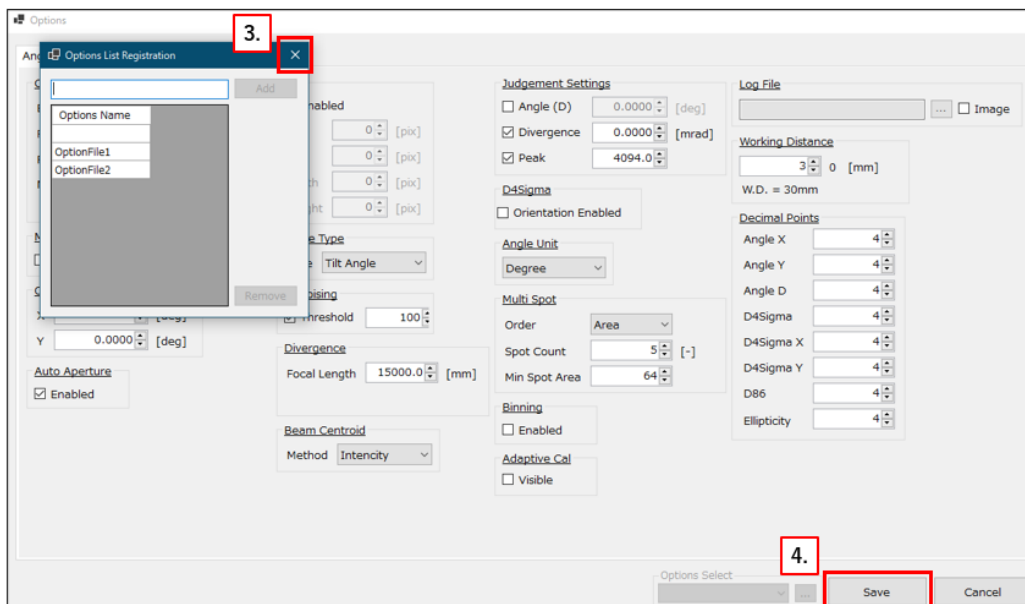 Options
3.
Options List Registration
Add
Options Name
OptionFile1
OptionFile2
Remove
Y 0.0000 [deg]
Auto Aperture
Enabled
0 [pix]
0 [pix]
0 [pix]
0 [pix]
Tilt Angle
Threshold 100
Divergence
Focal Length 15000.0 [mm]
Beam Centroid
Method Intencity
Judgement Settings
Angle (D) 0.0000 [deg]
Divergence 0.0000 [mrad]
Peak 4094.0
D4Sigma
Orientation Enabled
Angle Unit
Degree
Multi Spot
Order Area
Spot Count 5 [-]
Min Spot Area 64
Binning
Enabled
Adaptive Cal
Visible
Log File
... Image
Working Distance
3 0 [mm]
W.D. = 30mm
Decimal Points
Angle X 4
Angle Y 4
Angle D 4
D4Sigma 4
D4Sigma X 4
D4Sigma Y 4
D86 4
Ellipticity 4
4.
Options Select
...
Save
Cancel